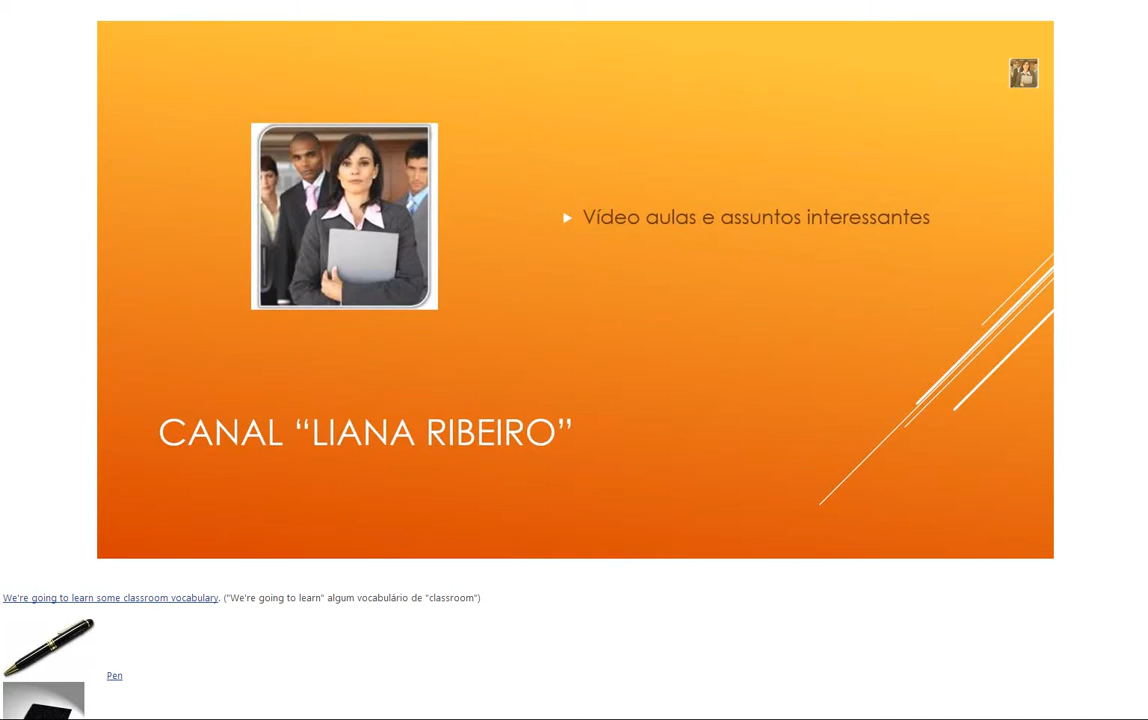 Vídeo aulas e assuntos interessantes
CANAL “LIANA RIBEIRO”
We're going to learn some classroom vocabulary. ("We're going to learn" algum vocabulário de "classroom")
Pen